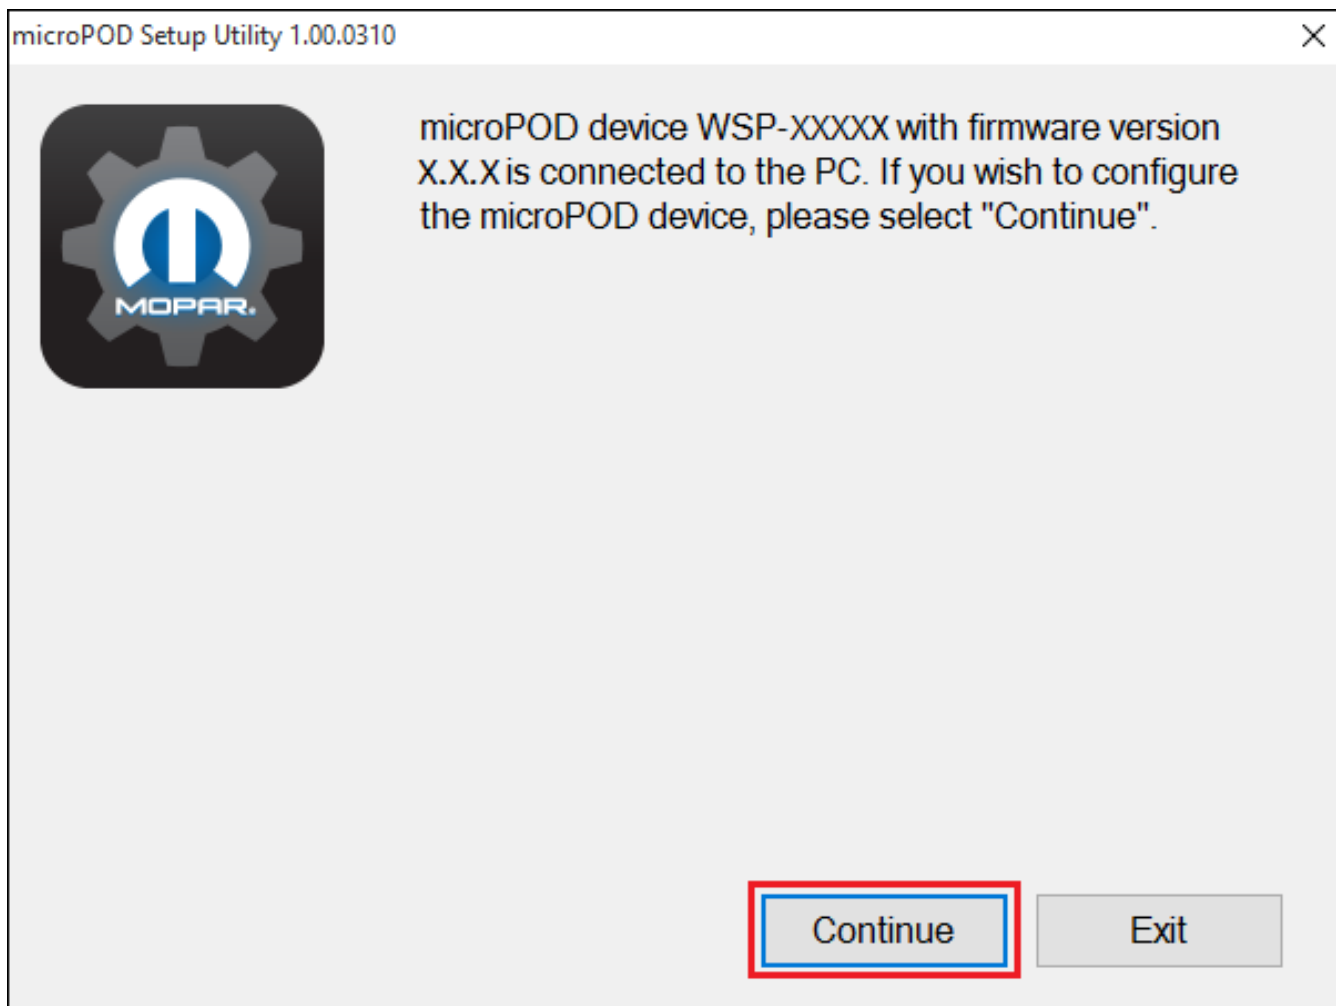 microPOD Setup Utility 1.00.0310
MOPAR®
microPOD device WSP-XXXXX with firmware version
X.X.X is connected to the PC. If you wish to configure
the microPOD device, please select "Continue".
Continue
Exit